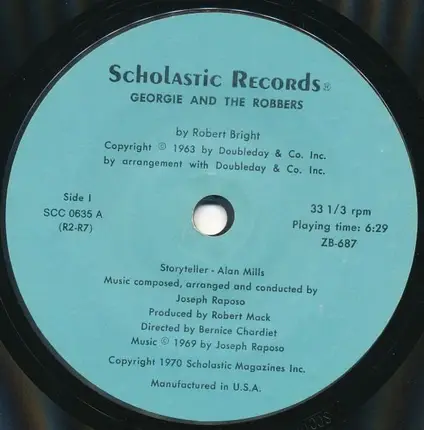 Scholastic Records®
GEORGIE AND THE ROBBERS
by Robert Bright
Copyright © 1963 by Doubleday & Co. Inc.
by arrangement with Doubleday & Co. Inc.
Side I
SCC 0635 A
(R2-R7)
33 1/3 rpm
Playing time: 6:29
ZB-687
Storyteller - Alan Mills
Music composed, arranged and conducted by
Joseph Raposo
Produced by Robert Mack
Directed by Bernice Chardiet
Music © 1969 by Joseph Raposo
Copyright 1970 Scholastic Magazines Inc.
Manufactured in U.S.A.